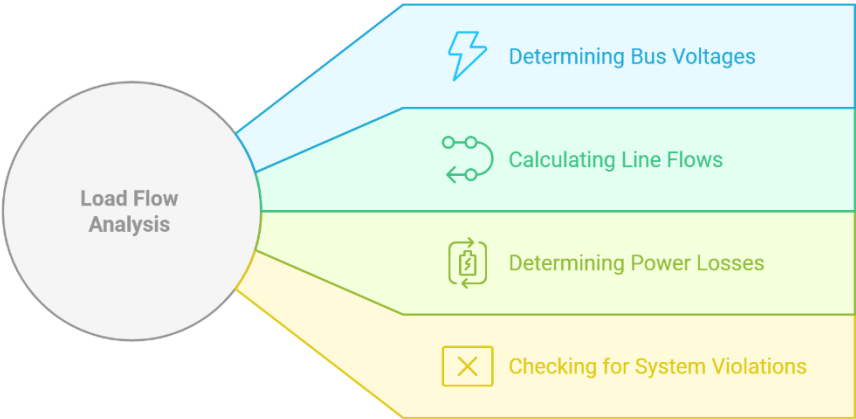 Load Flow
Analysis
Determining Bus Voltages
Calculating Line Flows
Determining Power Losses
Checking for System Violations